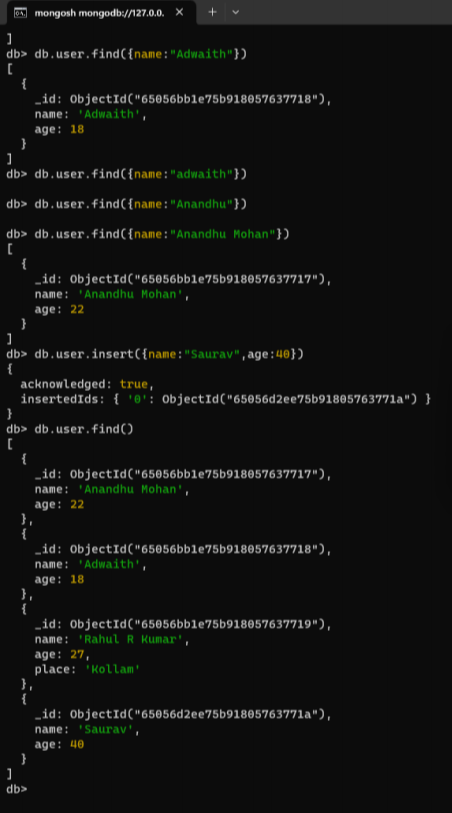 mongosh mongodb://127.0.0.
]
db> db.user.find({name:"Adwaith"})
[
  {
    _id: ObjectId("65056bb1e75b918057637718"),
    name: 'Adwaith',
    age: 18
  }
]
db> db.user.find({name:"adwaith"})
db> db.user.find({name:"Anandhu"})
db> db.user.find({name:"Anandhu Mohan"})
[
  {
    _id: ObjectId("65056bb1e75b918057637717"),
    name: 'Anandhu Mohan',
    age: 22
  }
]
db> db.user.insert({name:"Saurav",age:40})
{
  acknowledged: true,
  insertedIds: { '0': ObjectId("65056d2ee75b91805763771a") }
}
db> db.user.find()
[
  {
    _id: ObjectId("65056bb1e75b918057637717"),
    name: 'Anandhu Mohan',
    age: 22
  },
  {
    _id: ObjectId("65056bb1e75b918057637718"),
    name: 'Adwaith',
    age: 18
  },
  {
    _id: ObjectId("65056bb1e75b918057637719"),
    name: 'Rahul R Kumar',
    age: 27,
    place: 'Kollam'
  },
  {
    _id: ObjectId("65056d2ee75b91805763771a"),
    name: 'Saurav',
    age: 40
  }
]
db>